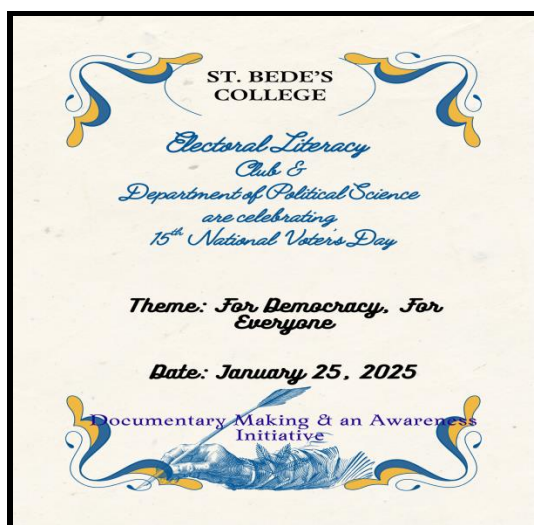 ST. BEDE'S
COLLEGE
Electoral Literacy
Club &
Department of Political Science
are celebrating
15th National Voter's Day
Theme: For Democracy, For
Everyone
Date: January 25, 2025
Documentary Making & an Awareness
Initiative